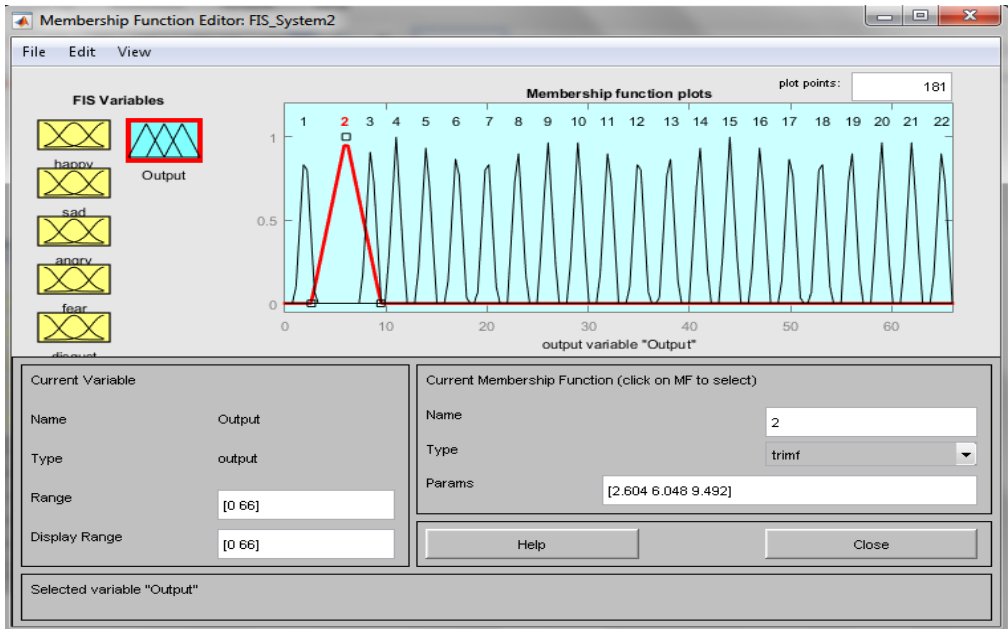 Membership Function Editor: FIS_System2
File Edit View
FIS Variables
happy
sad
angry
fear
disgust
Output
Membership function plots
plot points:
181
1 2 3 4 5 6 7 8 9 10 11 12 13 14 15 16 17 18 19 20 21 22
1
0.5
0
0 10 20 30 40 50 60
output variable "Output"
Current Variable
Name Output
Type output
Range [0 66]
Display Range [0 66]
Current Membership Function (click on MF to select)
Name 2
Type trimf
Params [2.604 6.048 9.492]
Help Close
Selected variable "Output"